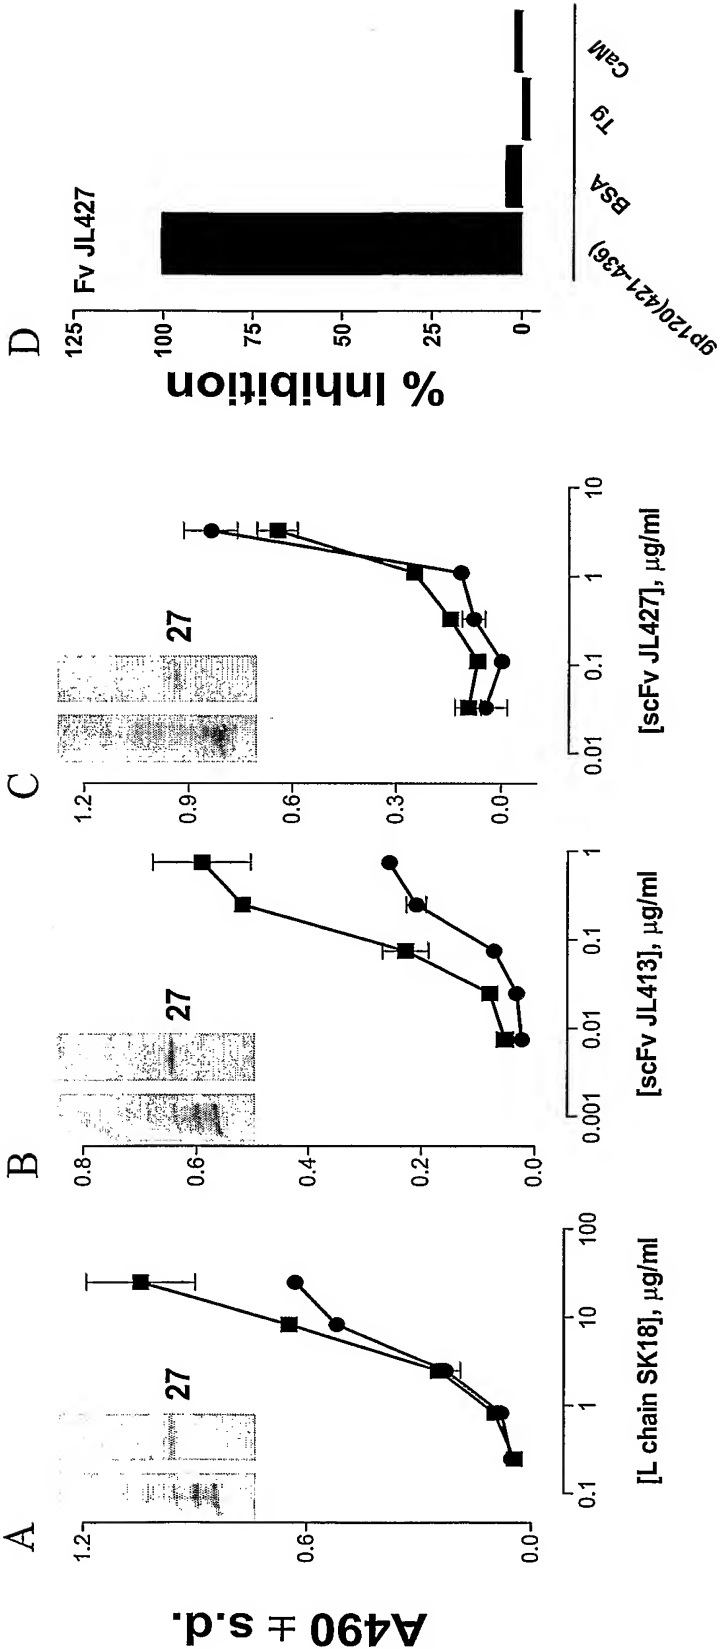 A
A490 ± s.d.
1.2
0.6
0.0
27
0.1
1
10
100
[L chain SK18], µg/ml
B
0.8
0.6
0.4
0.2
0.0
27
0.001
0.01
0.1
1
[scFv JL413], µg/ml
C
1.2
0.9
0.6
0.3
0.0
27
0.01
0.1
1
10
[scFv JL427], µg/ml
D
Fv JL427
% Inhibition
125
100
75
50
25
0
gp120(421-436)
BSA
Tg
CaM